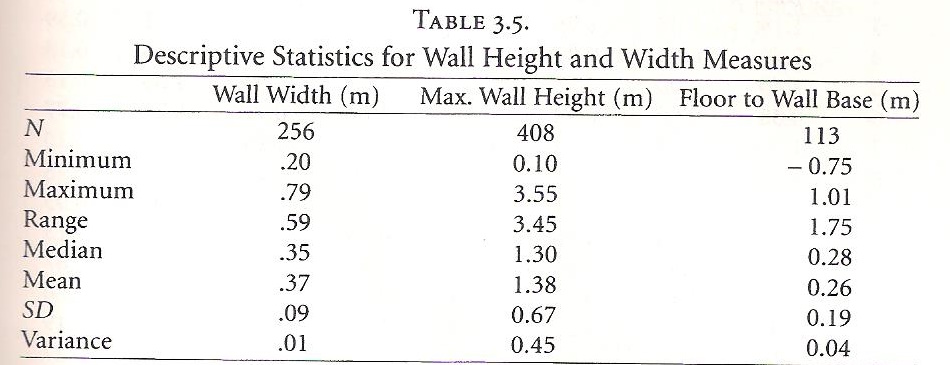 TABLE 3.5.
Descriptive Statistics for Wall Height and Width Measures
Wall Width (m) Max. Wall Height (m) Floor to Wall Base (m)
N 256 408 113
Minimum .20 0.10 – 0.75
Maximum .79 3.55 1.01
Range .59 3.45 1.75
Median .35 1.30 0.28
Mean .37 1.38 0.26
SD .09 0.67 0.19
Variance .01 0.45 0.04